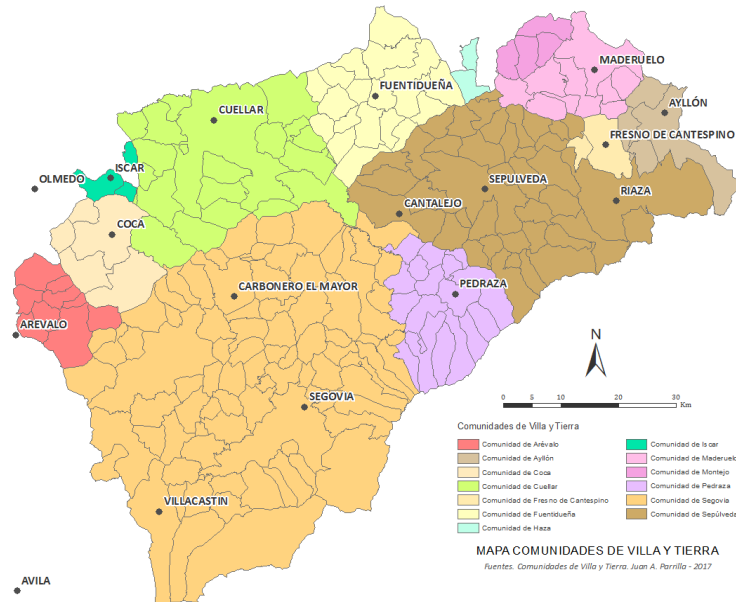 MADERUELO
FUENTIDUEÑA
AYLLÓN
CUELLAR
FRESNO DE CANTESPINO
ISCAR
OLMEDO
SEPÚLVEDA
RIAZA
CANTALEJO
COCA
PEDRAZA
CARBONERO EL MAYOR
AREVALO
N
0 5 10 20 30
Km
SEGOVIA
VILLACASTIN
AVILA
Comunidades de Villa y Tierra
Comunidad de Arévalo
Comunidad de Ayllón
Comunidad de Coca
Comunidad de Cuellar
Comunidad de Fresno de Cantespino
Comunidad de Fuentidueña
Comunidad de Haza
Comunidad de Iscar
Comunidad de Maderuelo
Comunidad de Montejo
Comunidad de Pedraza
Comunidad de Segovia
Comunidad de Sepúlveda
MAPA COMUNIDADES DE VILLA Y TIERRA
Fuentes. Comunidades de Villa y Tierra. Juan A. Parrilla - 2017